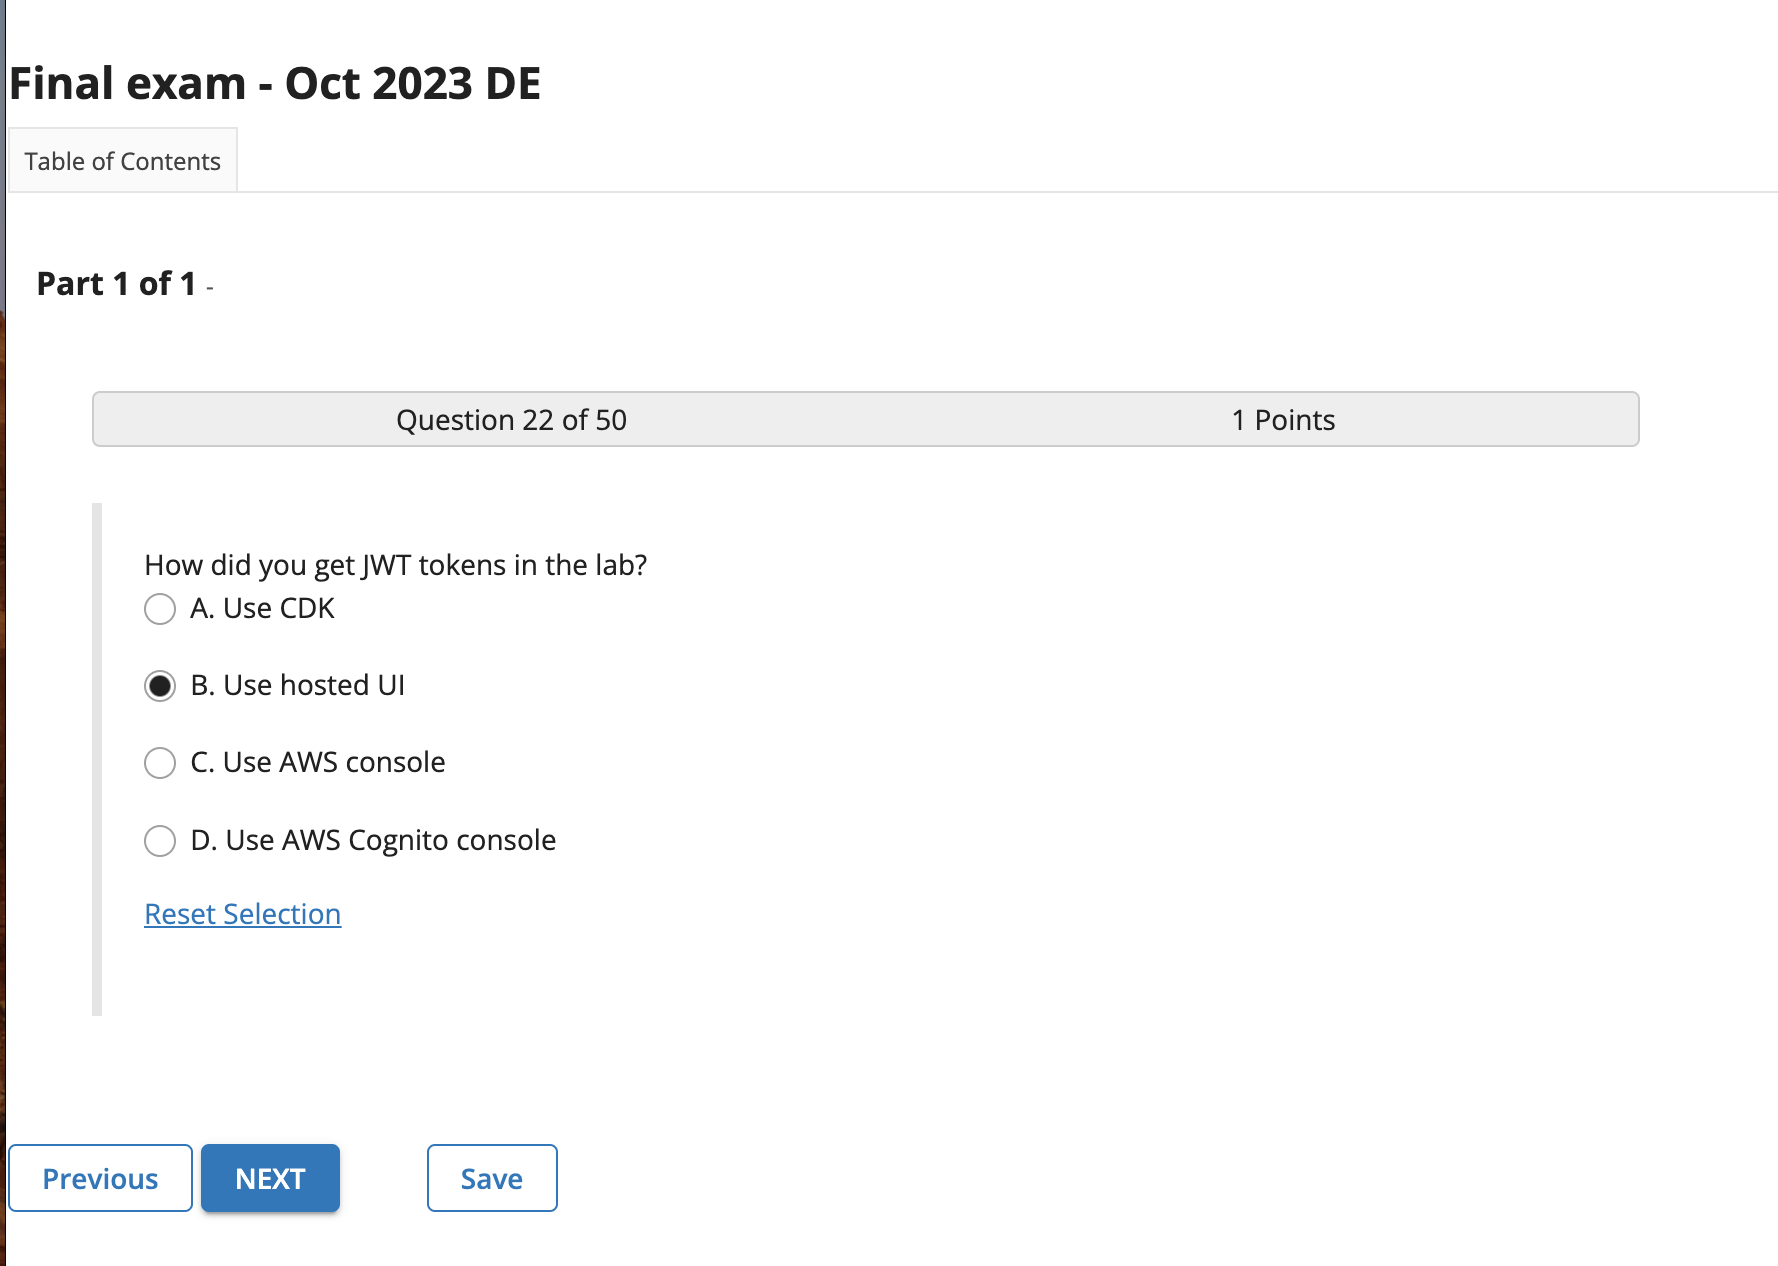 Final exam - Oct 2023 DE
Table of Contents
Part 1 of 1 -
Question 22 of 50 1 Points
How did you get JWT tokens in the lab?
A. Use CDK
B. Use hosted UI
C. Use AWS console
D. Use AWS Cognito console
Reset Selection
Previous NEXT Save